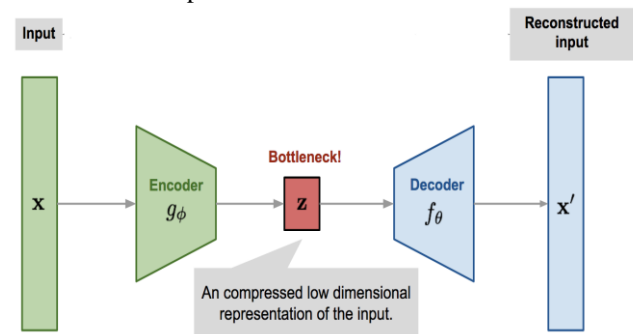 Input
Reconstructed
input
Bottleneck!
Encoder
Decoder
x
gϕ
z
fθ
x′
An compressed low dimensional
representation of the input.